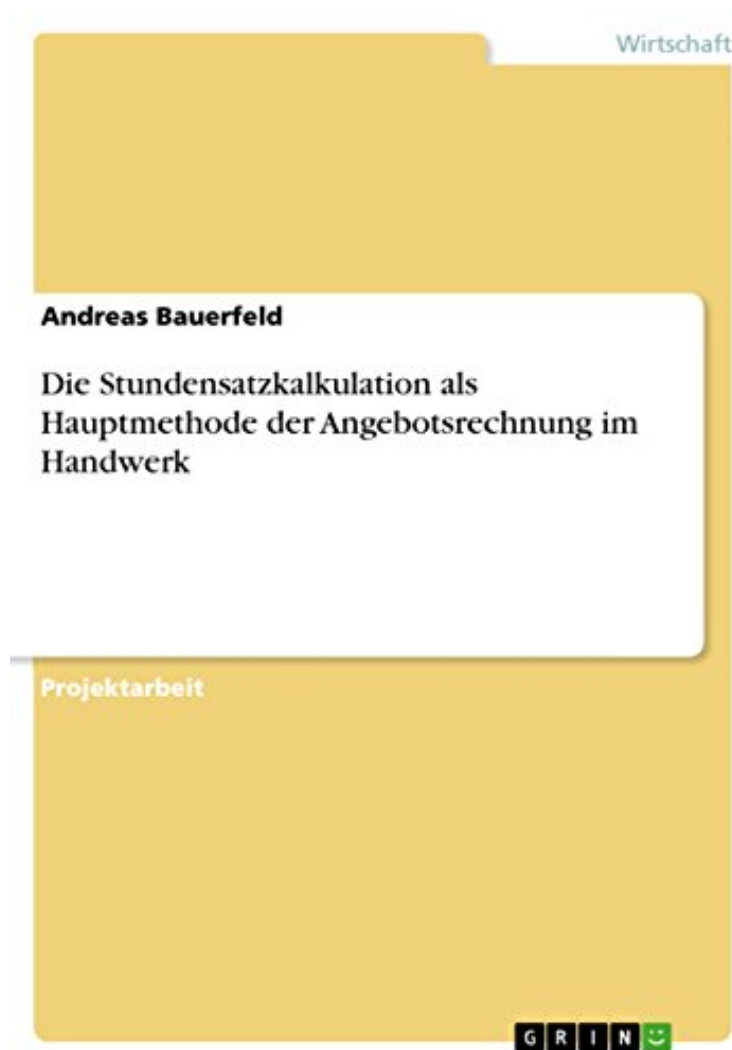 Wirtschaft
Andreas Bauerfeld
Die Stundensatzkalkulation als
Hauptmethode der Angebotsrechnung im
Handwerk
Projektarbeit
GRIN